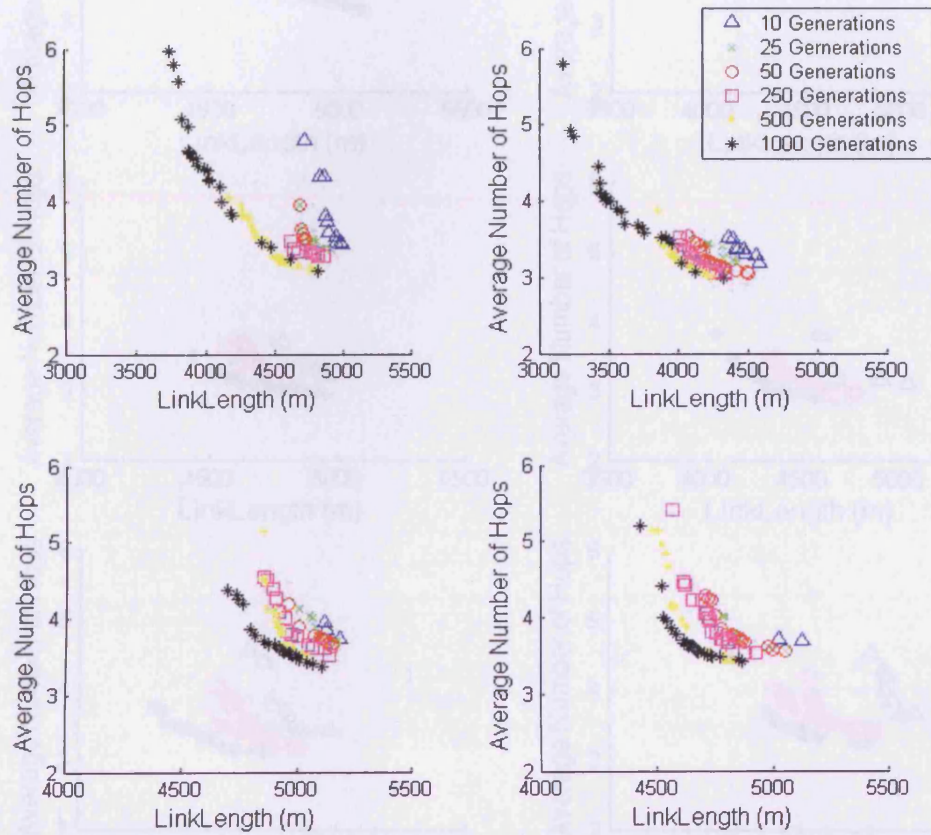 10 Generations
25 Gernerations
50 Generations
250 Generations
500 Generations
1000 Generations
Average Number of Hops
6
5
4
3
2
3000 3500 4000 4500 5000 5500
LinkLength (m)
Average Number of Hops
6
5
4
3
2
3000 3500 4000 4500 5000 5500
LinkLength (m)
Average Number of Hops
6
5
4
3
2
4000 4500 5000 5500
LinkLength (m)
Average Number of Hops
6
5
4
3
2
4000 4500 5000 5500
LinkLength (m)